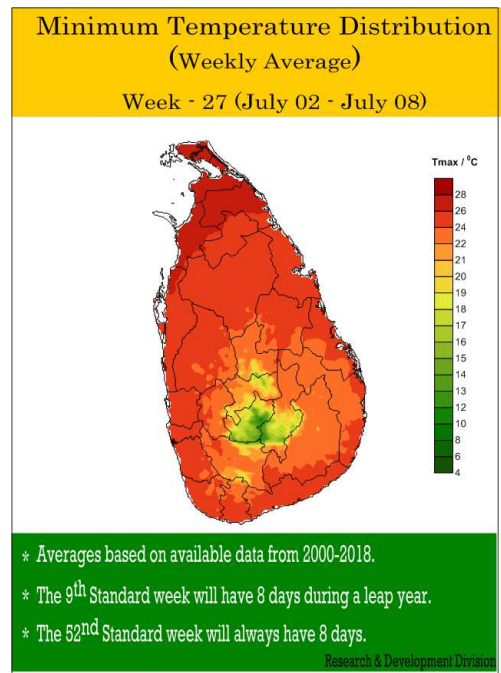 Minimum Temperature Distribution
(Weekly Average)
Week - 27 (July 02 - July 08)
Tmax / ⁰C
28
26
24
22
21
20
19
18
17
16
15
14
13
12
10
8
6
4
* Averages based on available data from 2000-2018.
* The 9th Standard week will have 8 days during a leap year.
* The 52nd Standard week will always have 8 days.
Research & Development Division